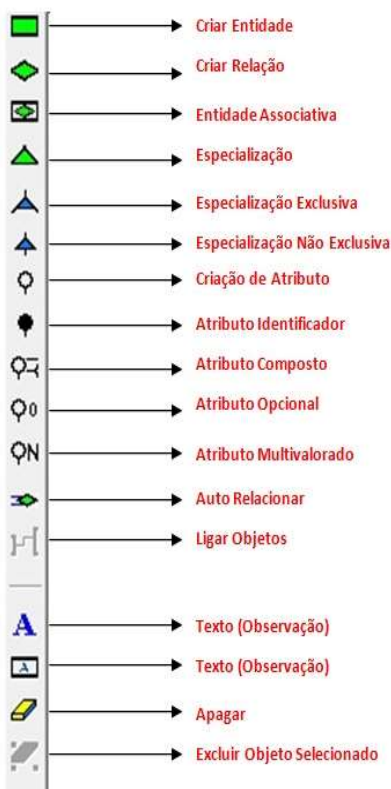 Criar Entidade
Criar Relação
Entidade Associativa
Especialização
Especialização Exclusiva
Especialização Não Exclusiva
Criação de Atributo
Atributo Identificador
Atributo Composto
0 Atributo Opcional
N Atributo Multivalorado
Auto Relacionar
Ligar Objetos
A Texto (Observação)
A Texto (Observação)
Apagar
Excluir Objeto Selecionado